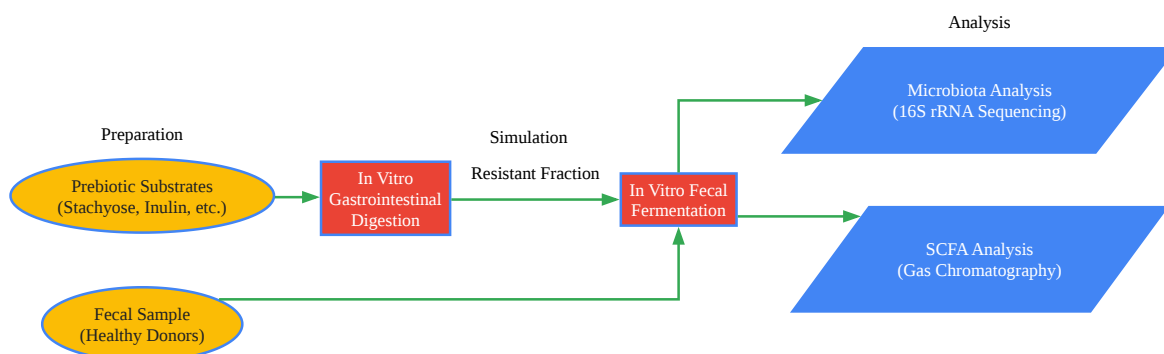 Analysis
Microbiota Analysis
(16S rRNA Sequencing)
Preparation
Simulation
Resistant Fraction
Prebiotic Substrates
(Stachyose, Inulin, etc.)
In Vitro
Gastrointestinal
Digestion
In Vitro Fecal
Fermentation
SCFA Analysis
(Gas Chromatography)
Fecal Sample
(Healthy Donors)